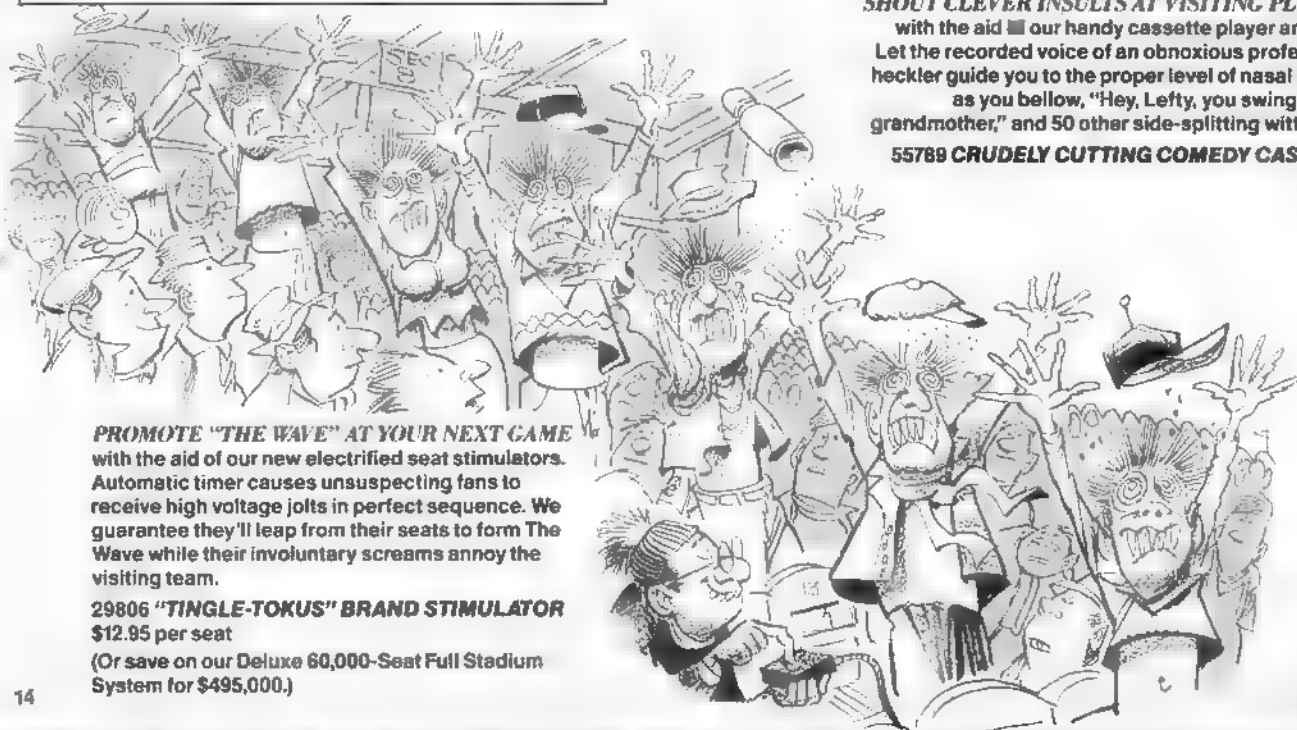 SHOUT CLEVER INSULTS AT VISITING
with the aid our handy cassette player
Let the recorded voice of an obnoxious
heckler guide you to the proper level of nasal
as you bellow, "Hey, Lefty, you swing
grandmother," and 50 other side-splitting
55789 CRUDELY CUTTING COMEDY
SEC
PROMOTE "THE WAVE" AT YOUR NEXT GAME
with the aid of our new electrified seat stimulators.
Automatic timer causes unsuspecting fans to
receive high voltage jolts in perfect sequence. We
guarantee they'll leap from their seats to form The
Wave while their involuntary screams annoy the
visiting team.
29806 "TINGLE-TOKUS" BRAND STIMULATOR
$12.95 per seat
(Or save on our Deluxe 60,000-Seat Full Stadium
System for $495,000.)
14